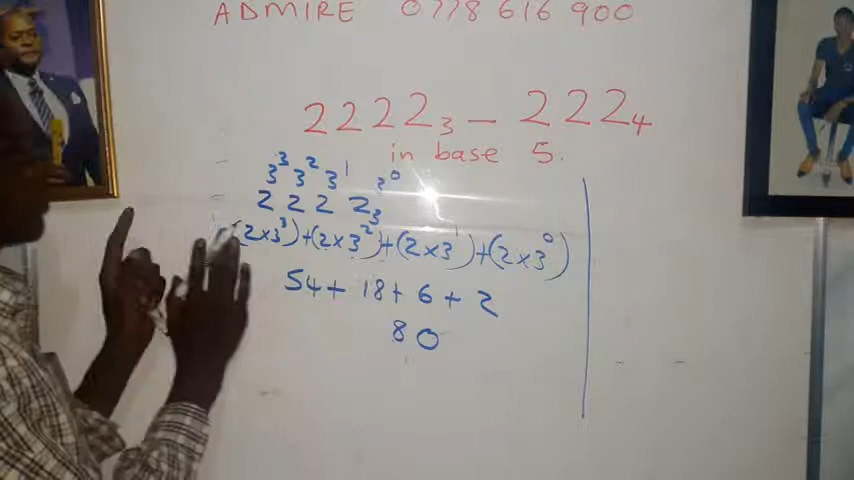 ADMIRE 0778 616 900
2222₃ - 222₄
in base 5.
3³ 3² 3¹ 3⁰
2 2 2 2₃
(2×3³)+(2×3²)+(2×3¹)+(2×3⁰)
54+ 18+ 6 + 2
80